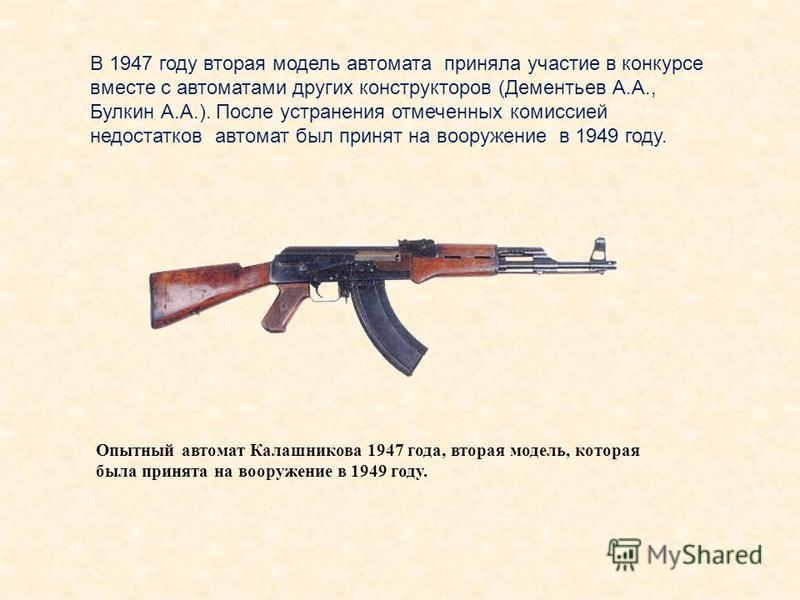 В 1947 году вторая модель автомата приняла участие в конкурсе
вместе с автоматами других конструкторов (Дементьев А.А.,
Булкин А.А.). После устранения отмеченных комиссией
недостатков автомат был принят на вооружение в 1949 году.
Опытный автомат Калашникова 1947 года, вторая модель, которая
была принята на вооружение в 1949 году.
MyShared